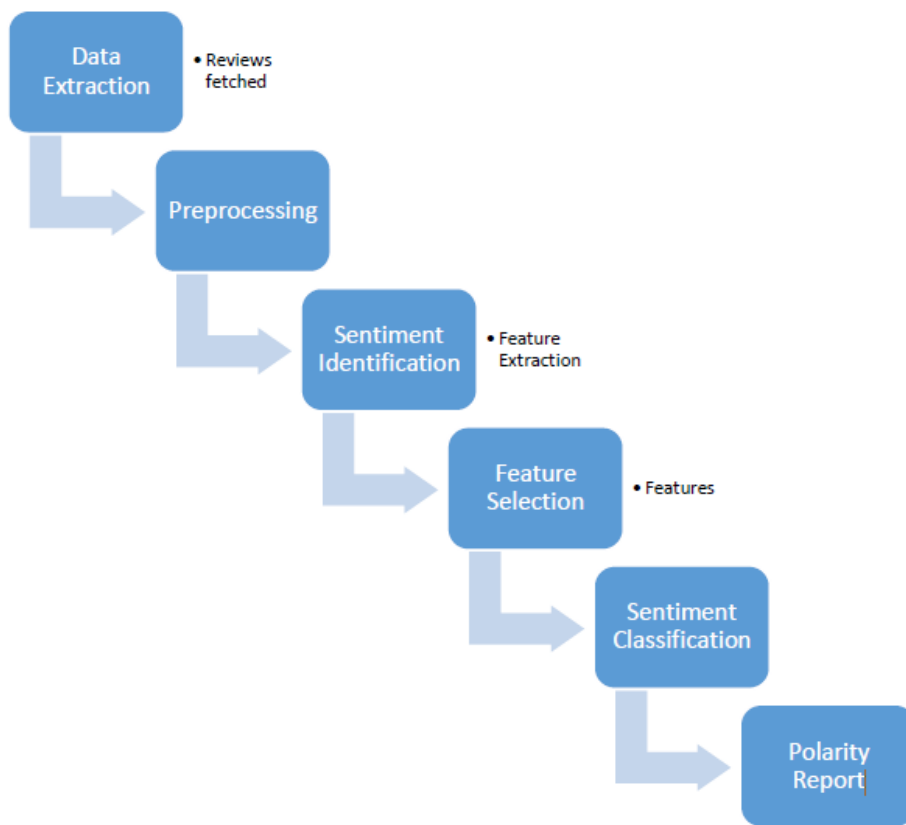 Data
Extraction
• Reviews
fetched
Preprocessing
Sentiment
Identification
• Feature
Extraction
Feature
Selection
• Features
Sentiment
Classification
Polarity
Report